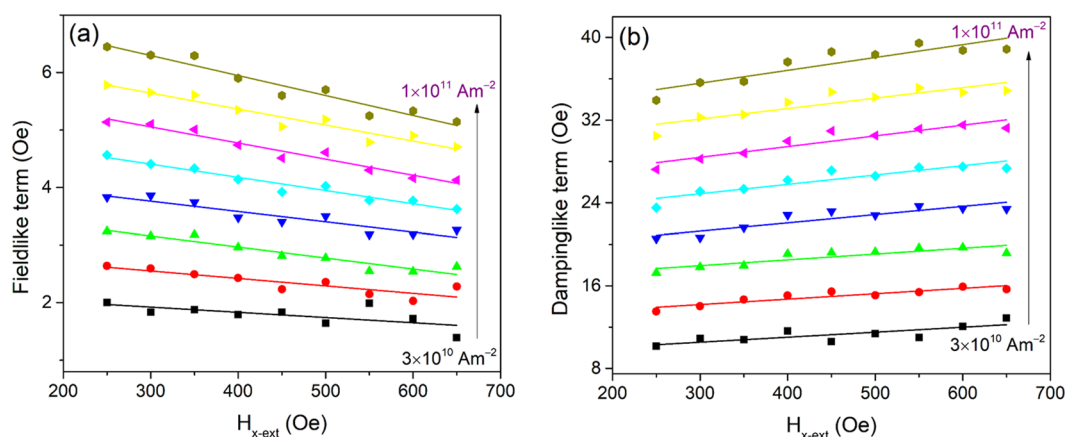 (a)
1×10¹¹ Am⁻²
3×10¹⁰ Am⁻²
Fieldlike term (Oe)
6
4
2
200 300 400 500 600 700
Hₓ₋ₑₓₜ (Oe)
(b)
1×10¹¹ Am⁻²
3×10¹⁰ Am⁻²
Dampinglike term (Oe)
40
32
24
16
8
200 300 400 500 600 700
Hₓ₋ₑₓₜ (Oe)